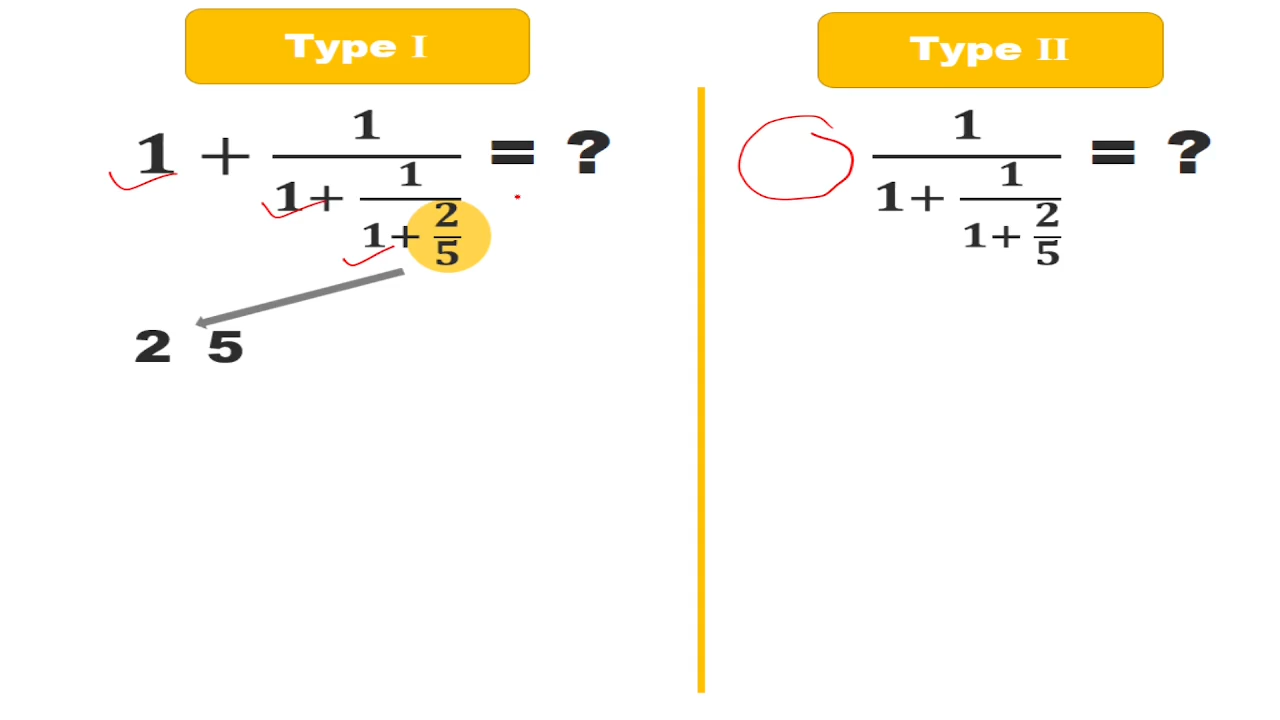 Type I
1 + 1/(1 + 1/(1 + 2/5)) = ?
2 5
Type II
1/(1 + 1/(1 + 2/5)) = ?